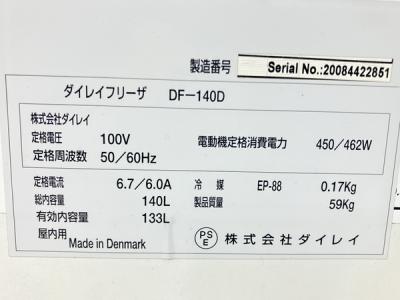 製造番号 Serial No.:20084422851
ダイレイフリーザ DF-140D
株式会社ダイレイ
定格電圧 100V 電動機定格消費電力 450/462W
定格周波数 50/60Hz
定格電流 6.7/6.0A 冷媒 EP-88 0.17Kg
総内容量 140L 製品質量 59Kg
有効内容量 133L
屋内用 Made in Denmark PSE 株式会社ダイレイ